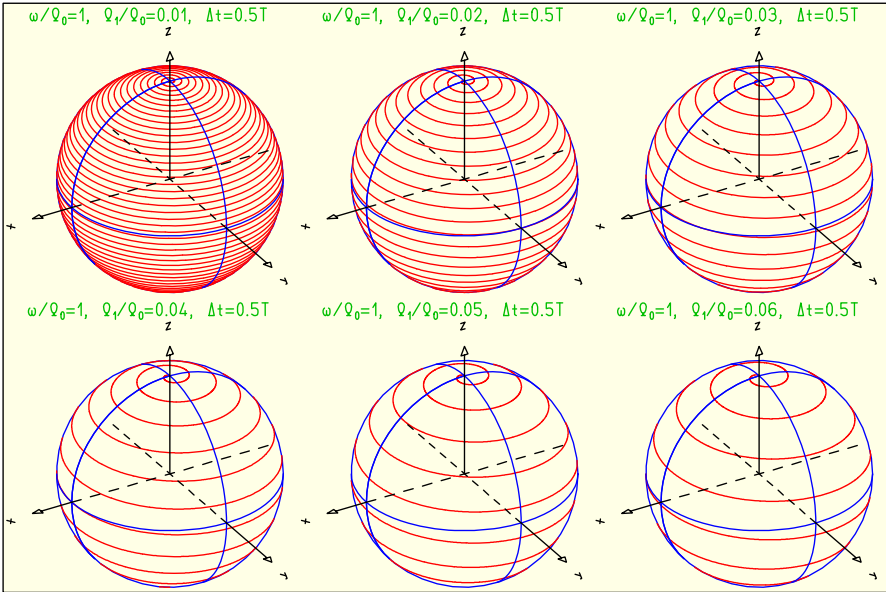 ω/Ω₀=1, Ω₁/Ω₀=0.01, Δt=0.5T
ω/Ω₀=1, Ω₁/Ω₀=0.02, Δt=0.5T
ω/Ω₀=1, Ω₁/Ω₀=0.03, Δt=0.5T
z
z
z
x
y
x
y
x
y
ω/Ω₀=1, Ω₁/Ω₀=0.04, Δt=0.5T
ω/Ω₀=1, Ω₁/Ω₀=0.05, Δt=0.5T
ω/Ω₀=1, Ω₁/Ω₀=0.06, Δt=0.5T
z
z
z
x
y
x
y
x
y